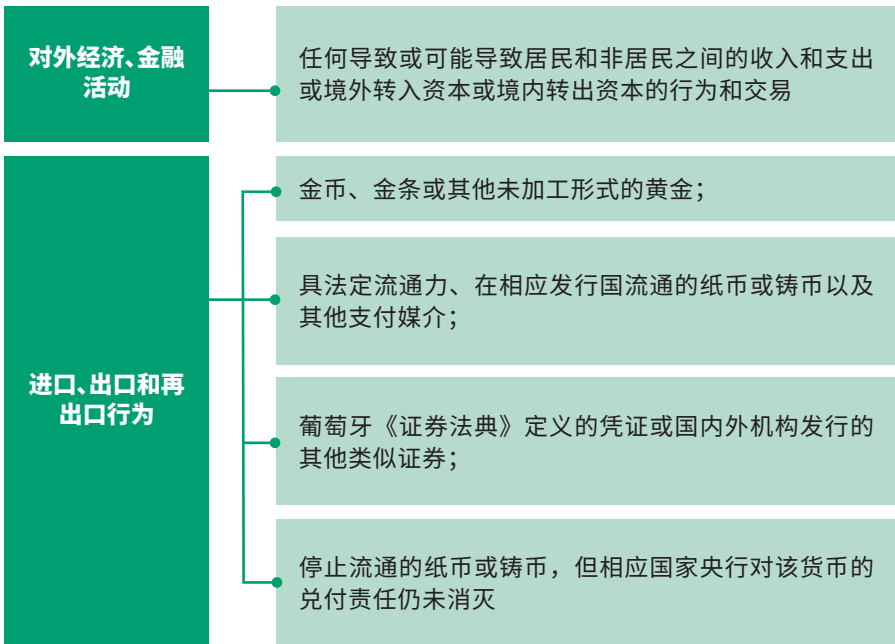 对外经济、金融
活动
任何导致或可能导致居民和非居民之间的收入和支出
或境外转入资本或境内转出资本的行为和交易
进口、出口和再
出口行为
金币、金条或其他未加工形式的黄金；
具法定流通力、在相应发行国流通的纸币或铸币以及
其他支付媒介；
葡萄牙《证券法典》定义的凭证或国内外机构发行的
其他类似证券；
停止流通的纸币或铸币，但相应国家央行对该货币的
兑付责任仍未消灭